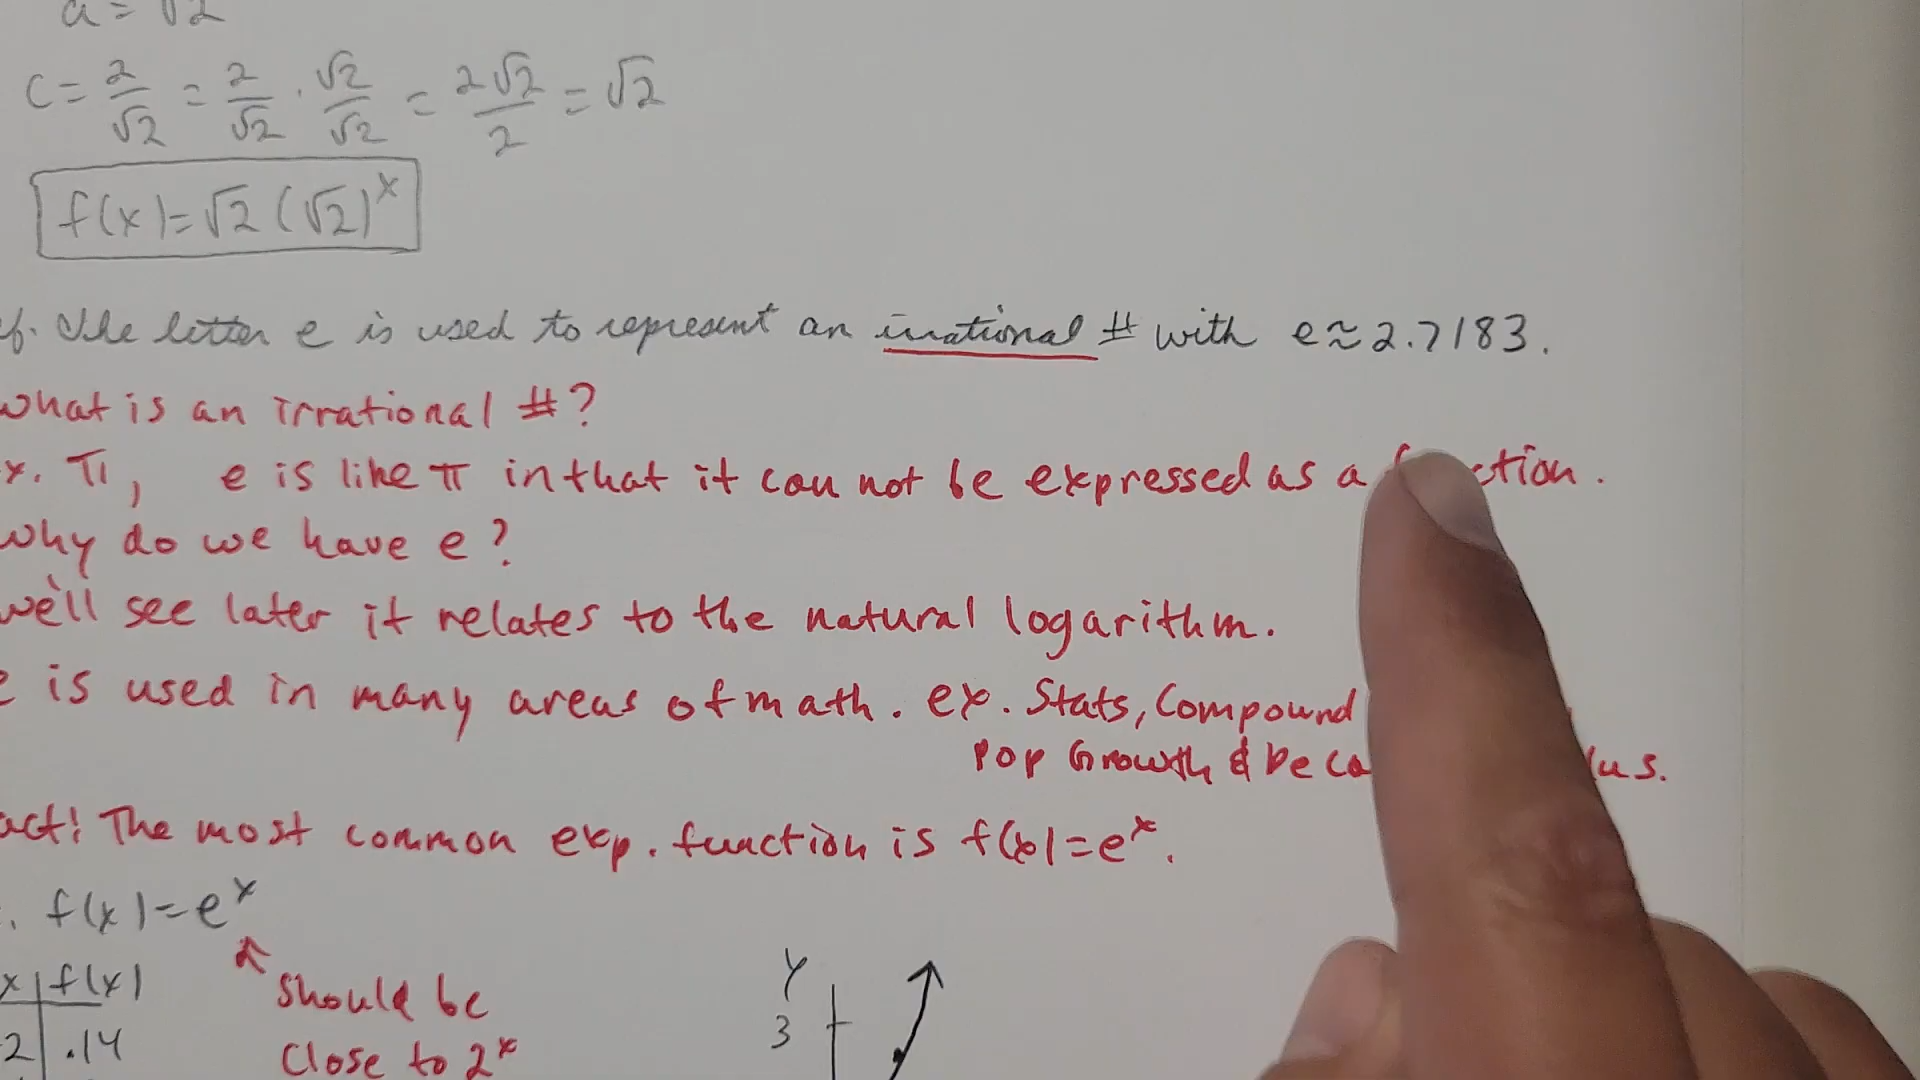 a = √2
c = 2/√2 = 2/√2 · √2/√2 = 2√2/2 = √2
f(x) = √2 (√2)^x
The letter e is used to represent an irrational # with e ≈ 2.7183.
what is an irrational #?
x. π, e is like π in that it can not be expressed as a
why do we have e?
we'll see later it relates to the natural logarithm.
e is used in many areas of math. ex. Stats, Compound
Pop Growth &
act! The most common exp. function is f(x) = e^x.
. f(x) = e^x
x | f(x)
Should be
2 | .14
Close to 2^x
y
3